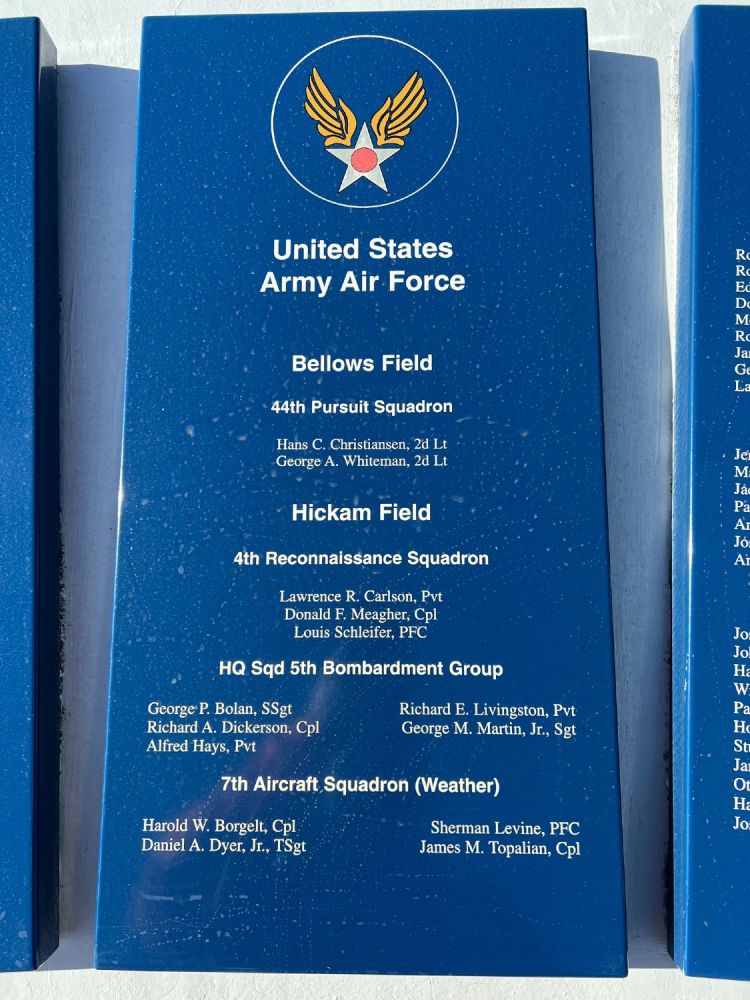 United States
Army Air Force
Bellows Field
44th Pursuit Squadron
Hans C. Christiansen, 2d Lt
George A. Whiteman, 2d Lt
Hickam Field
4th Reconnaissance Squadron
Lawrence R. Carlson, Pvt
Donald F. Meagher, Cpl
Louis Schleifer, PFC
HQ Sqd 5th Bombardment Group
George P. Bolan, SSgt
Richard A. Dickerson, Cpl
Alfred Hays, Pvt
Richard E. Livingston, Pvt
George M. Martin, Jr., Sgt
7th Aircraft Squadron (Weather)
Harold W. Borgelt, Cpl
Daniel A. Dyer, Jr., TSgt
Sherman Levine, PFC
James M. Topalian, Cpl